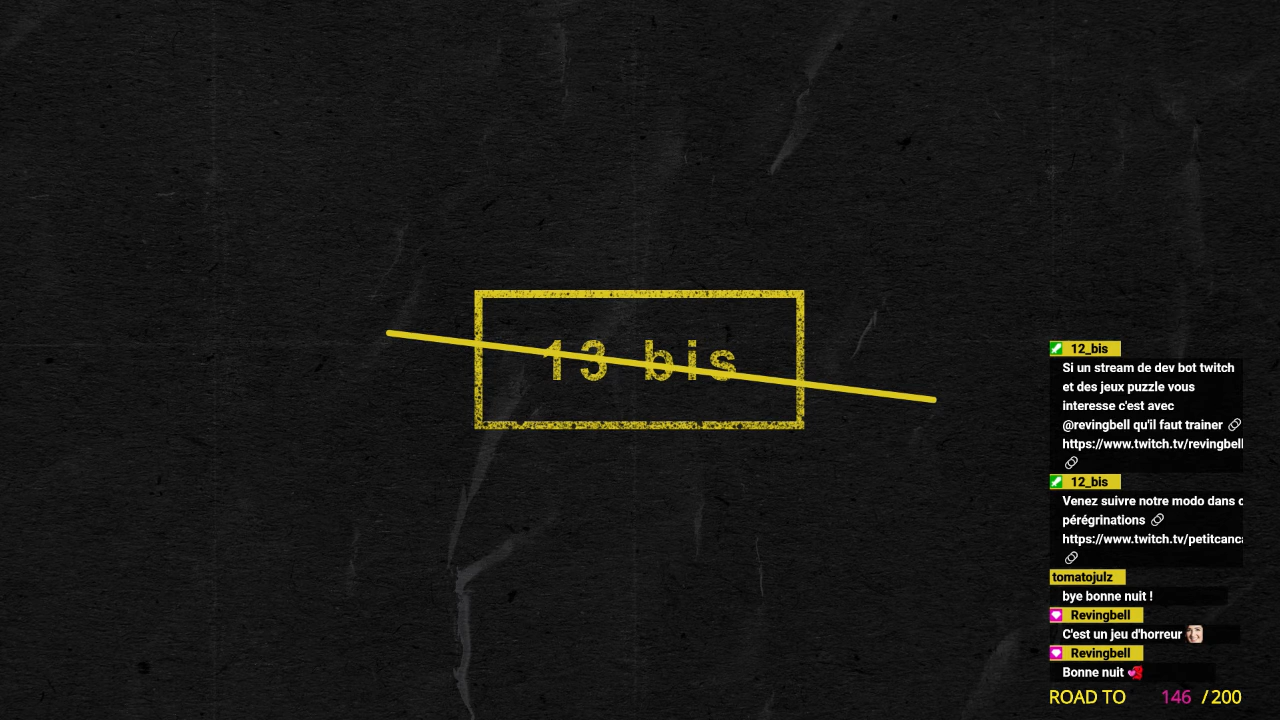 13 bis
12_bis
Si un stream de dev bot twitch
et des jeux puzzle vous
interesse c'est avec
@revingbell qu'il faut trainer
https://www.twitch.tv/revingbell
12_bis
Venez suivre notre modo dans
pérégrinations
https://www.twitch.tv/petitcanc
tomatojulz
bye bonne nuit !
Revingbell
C'est un jeu d'horreur
Revingbell
Bonne nuit
ROAD TO 146 / 200